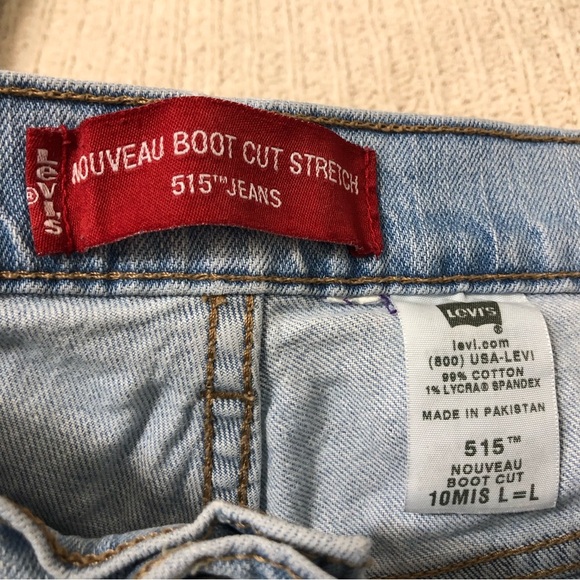 LEVI'S
®
NOUVEAU BOOT CUT STRETCH
515™ JEANS
LEVI'S
®
levi.com
(800) USA-LEVI
99% COTTON
1% LYCRA® SPANDEX
MADE IN PAKISTAN
515™
NOUVEAU
BOOT CUT
10MIS L=L